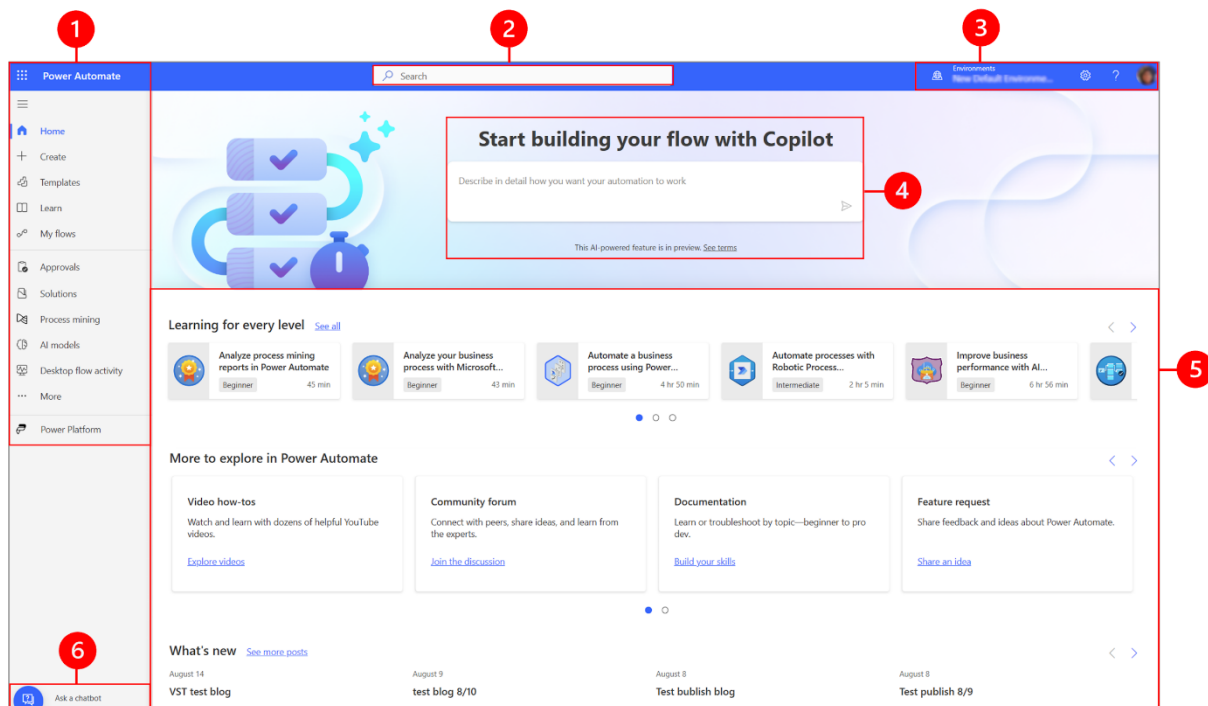 1
2
3
Power Automate
Search
Environments
Home
Create
Templates
Learn
My flows
Approvals
Solutions
Process mining
AI models
Desktop flow activity
More
Power Platform
Start building your flow with Copilot
Describe in detail how you want your automation to work
This AI-powered feature is in preview. See terms
4
Learning for every level See all
Analyze process mining
reports in Power Automate
Beginner 45 min
Analyze your business
process with Microsoft...
Beginner 43 min
Automate a business
process using Power...
Beginner 4 hr 50 min
Automate processes with
Robotic Process...
Intermediate 2 hr 5 min
Improve business
performance with AI...
Beginner 6 hr 56 min
5
More to explore in Power Automate
Video how-tos
Watch and learn with dozens of helpful YouTube
videos.
Explore videos
Community forum
Connect with peers, share ideas, and learn from
the experts.
Join the discussion
Documentation
Learn or troubleshoot by topic—beginner to pro
dev.
Build your skills
Feature request
Share feedback and ideas about Power Automate.
Share an idea
What's new See more posts
August 14
VST test blog
August 9
test blog 8/10
August 8
Test bublish blog
August 8
Test publish 8/9
6
Ask a chatbot